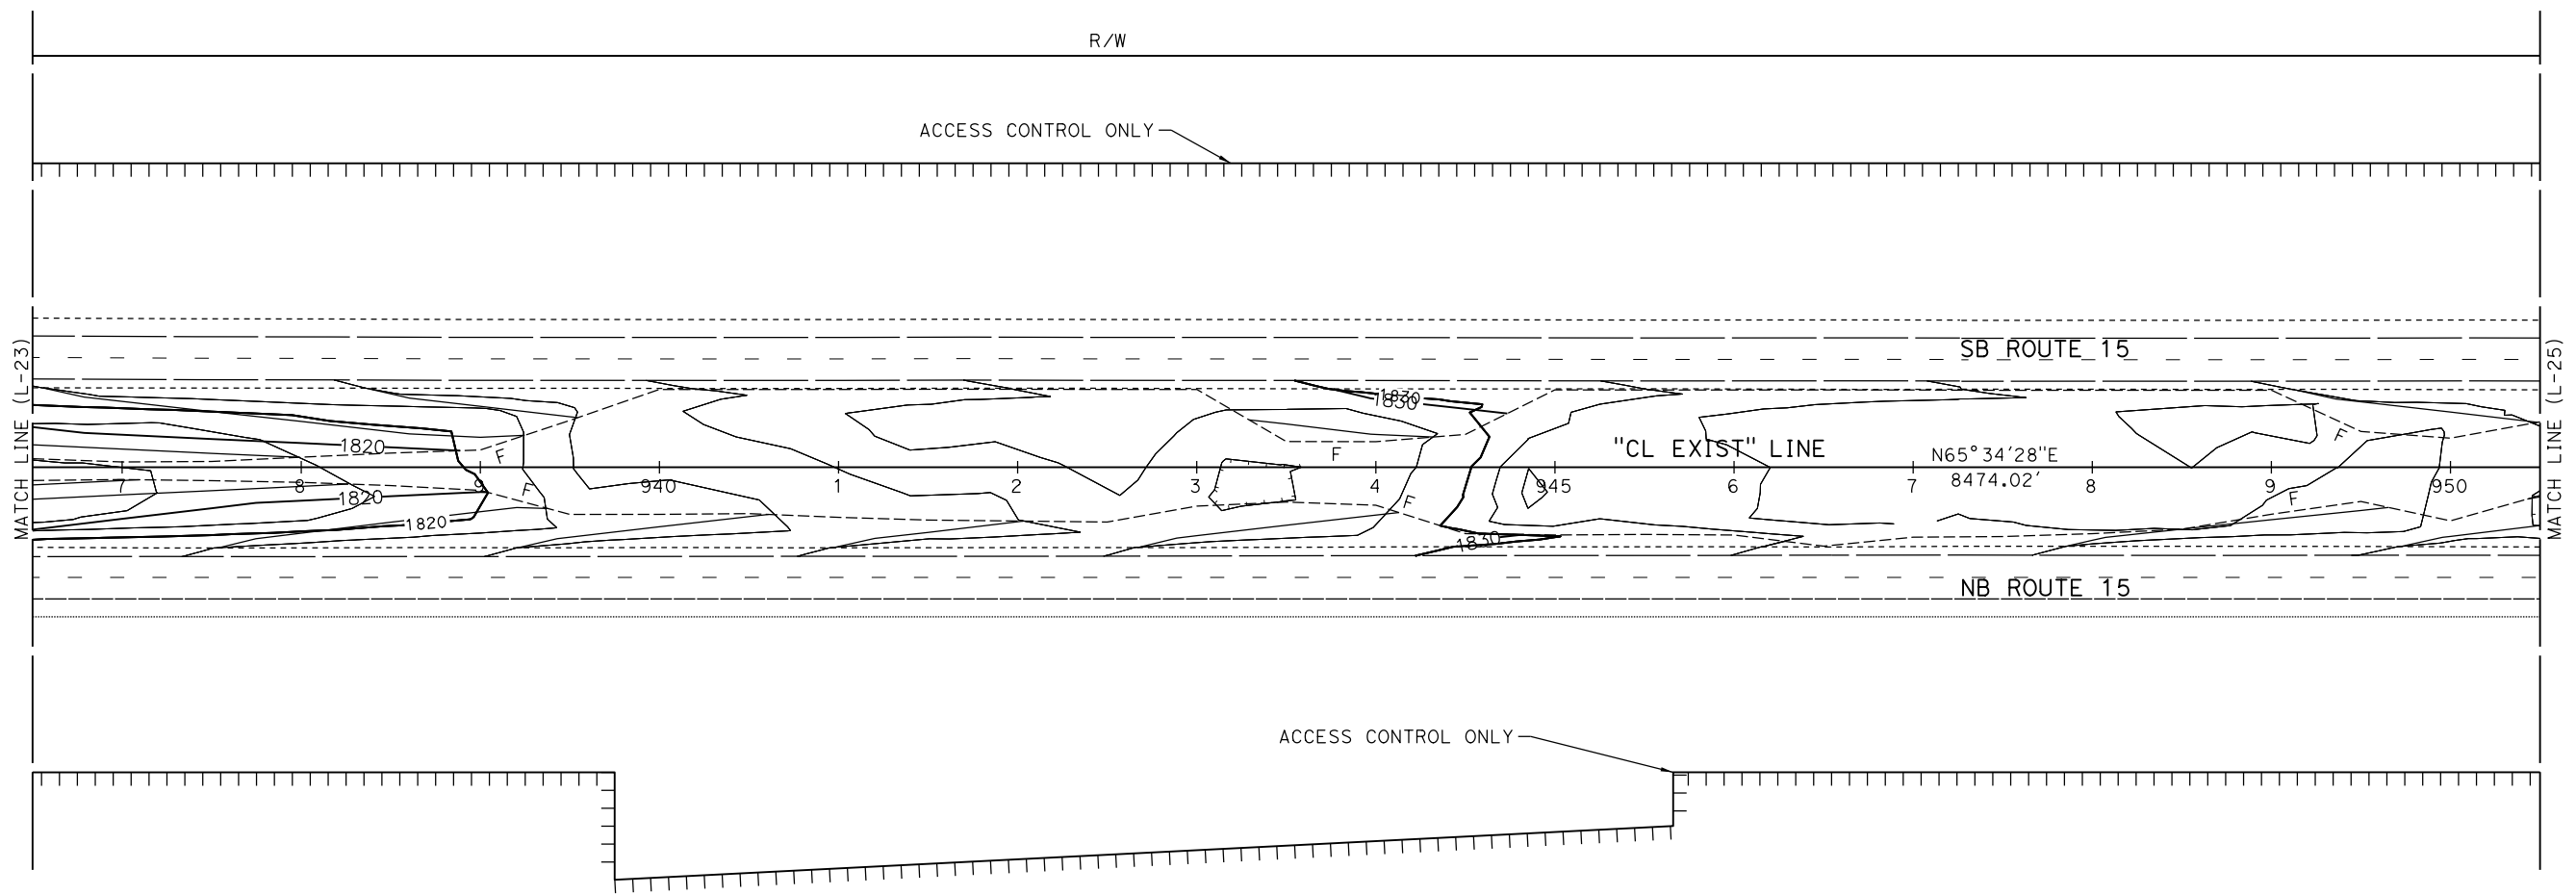 R/W
ACCESS CONTROL ONLY
MATCH LINE (L-23)
MATCH LINE (L-25)
SB ROUTE 15
1830
1830
1820
F
F
F
"CL EXIST" LINE
N65°34'28"E
7 8 9 940 1 2 3 4 945 6 7 8 9 950
8474.02'
1820
F
F
F
1820
1830
NB ROUTE 15
ACCESS CONTROL ONLY